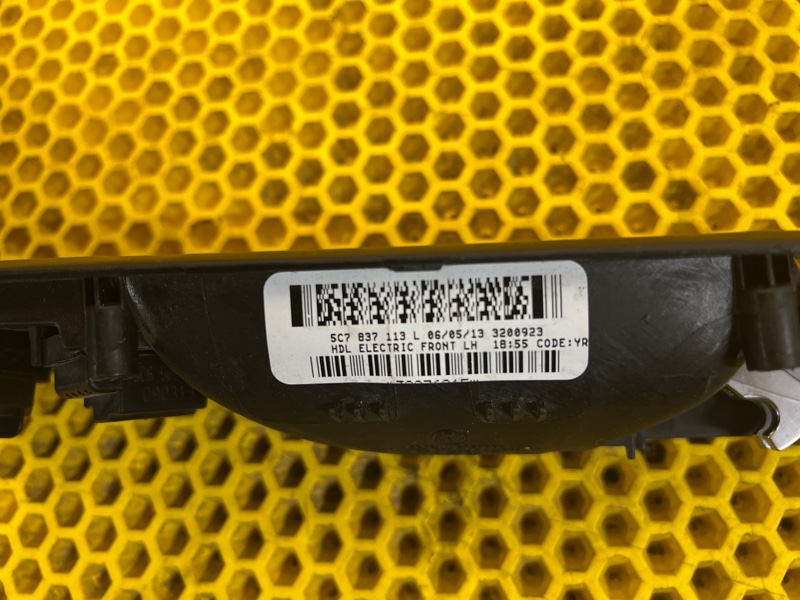 5C7 837 113 L 06/05/13 3200923
HDL ELECTRIC FRONT LH 18:55 CODE:YR